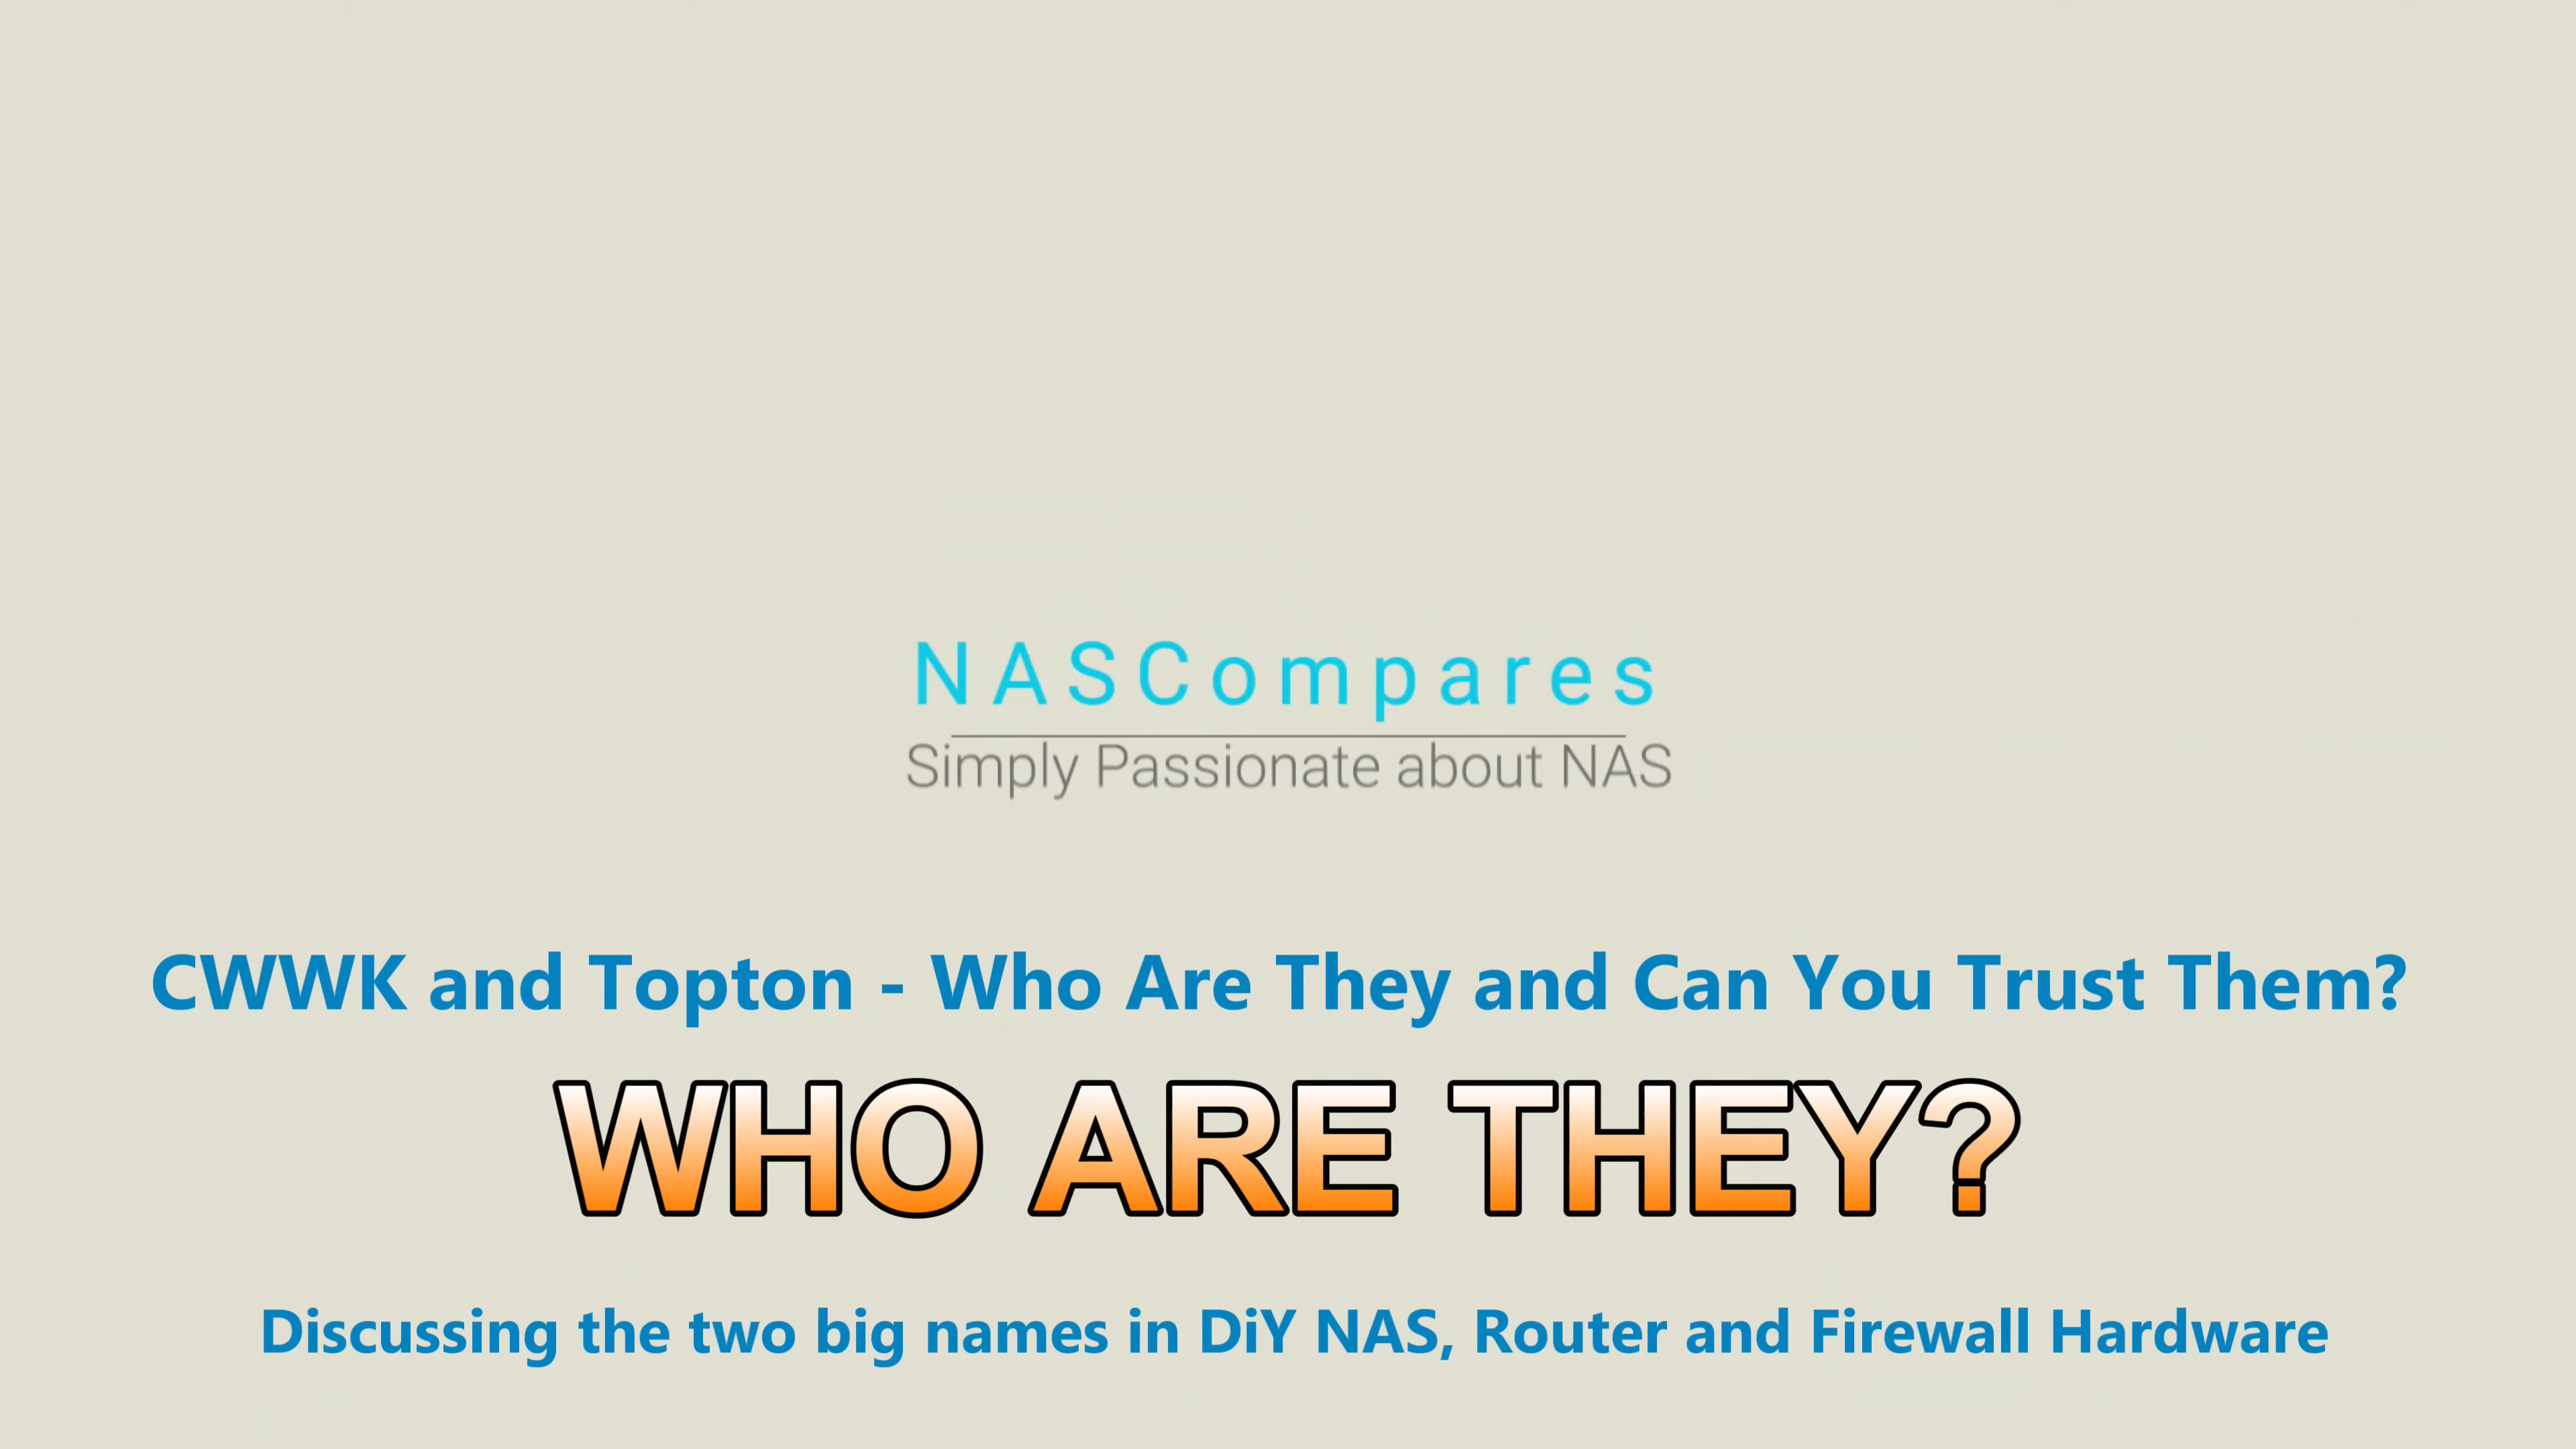 NASCompares
Simply Passionate about NAS
CWWK and Topton - Who Are They and Can You Trust Them?
WHO ARE THEY?
Discussing the two big names in DiY NAS, Router and Firewall Hardware